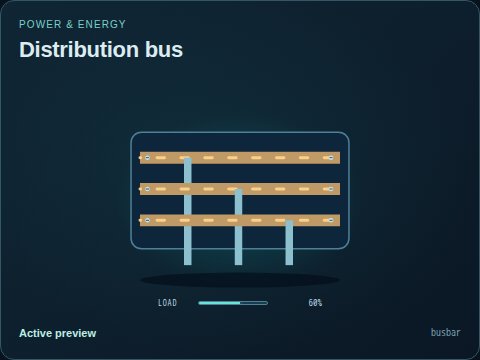 POWER & ENERGY
Distribution bus
LOAD 60%
Active preview
busbar